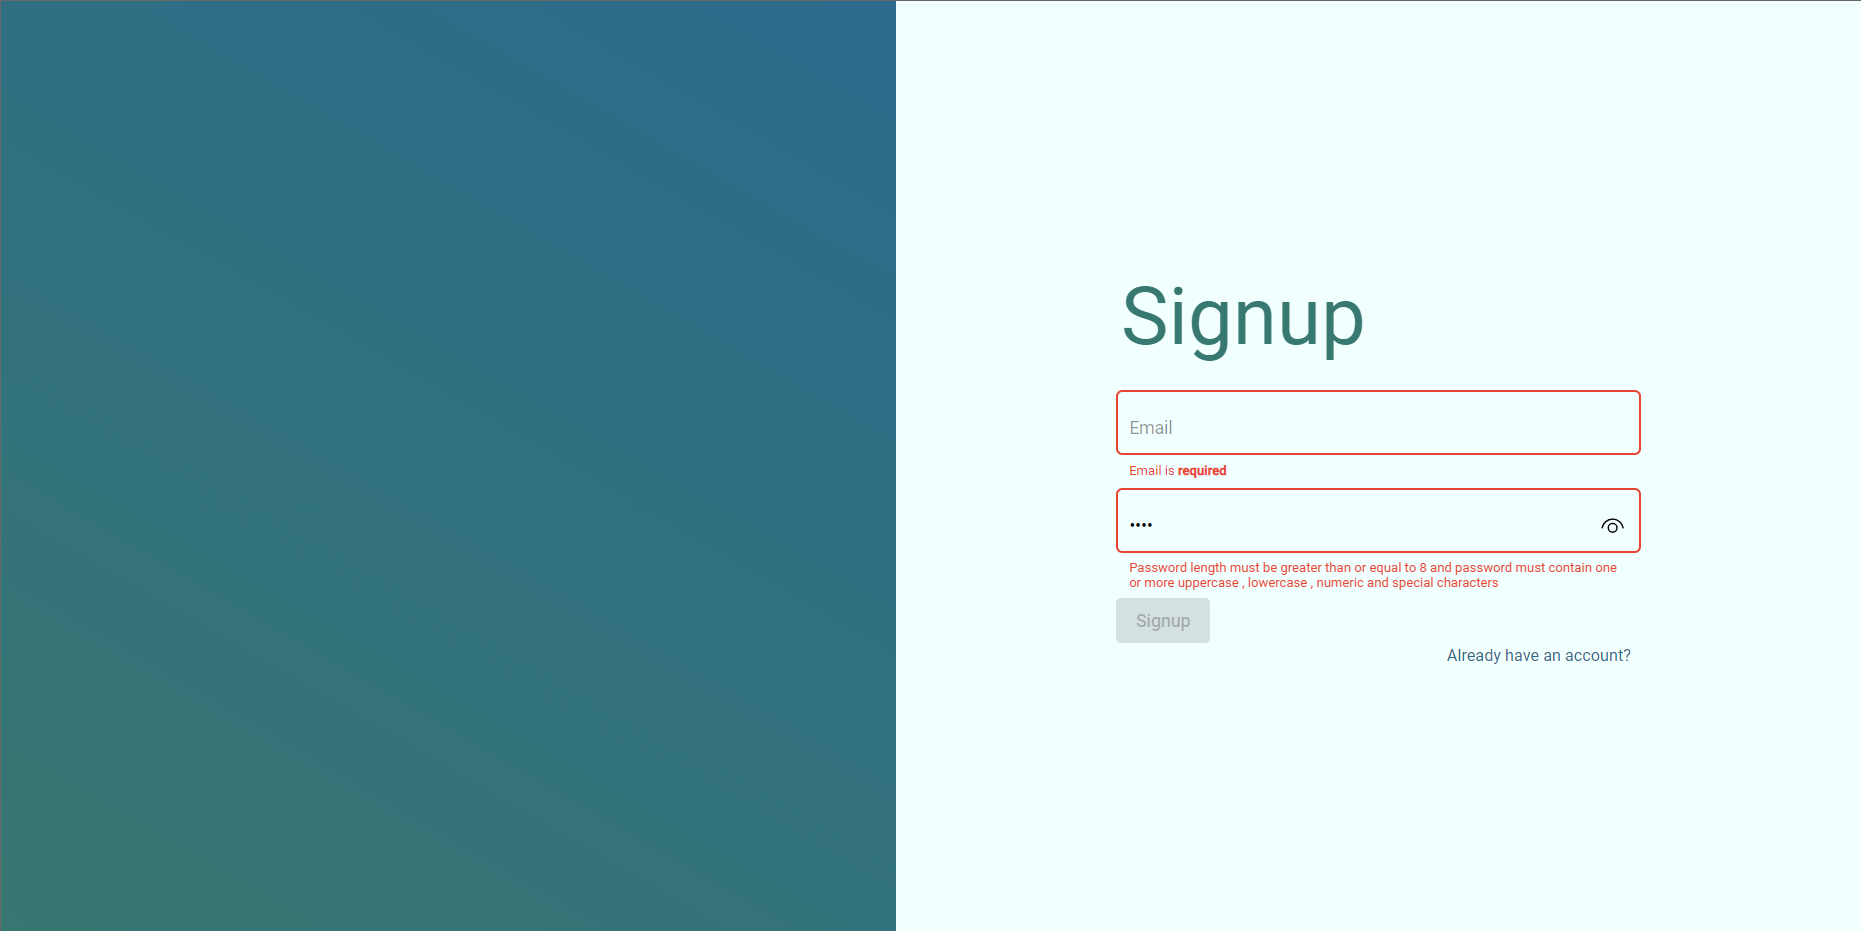 Signup
Email
Email is required
••••
Password length must be greater than or equal to 8 and password must contain one
or more uppercase , lowercase , numeric and special characters
Signup
Already have an account?